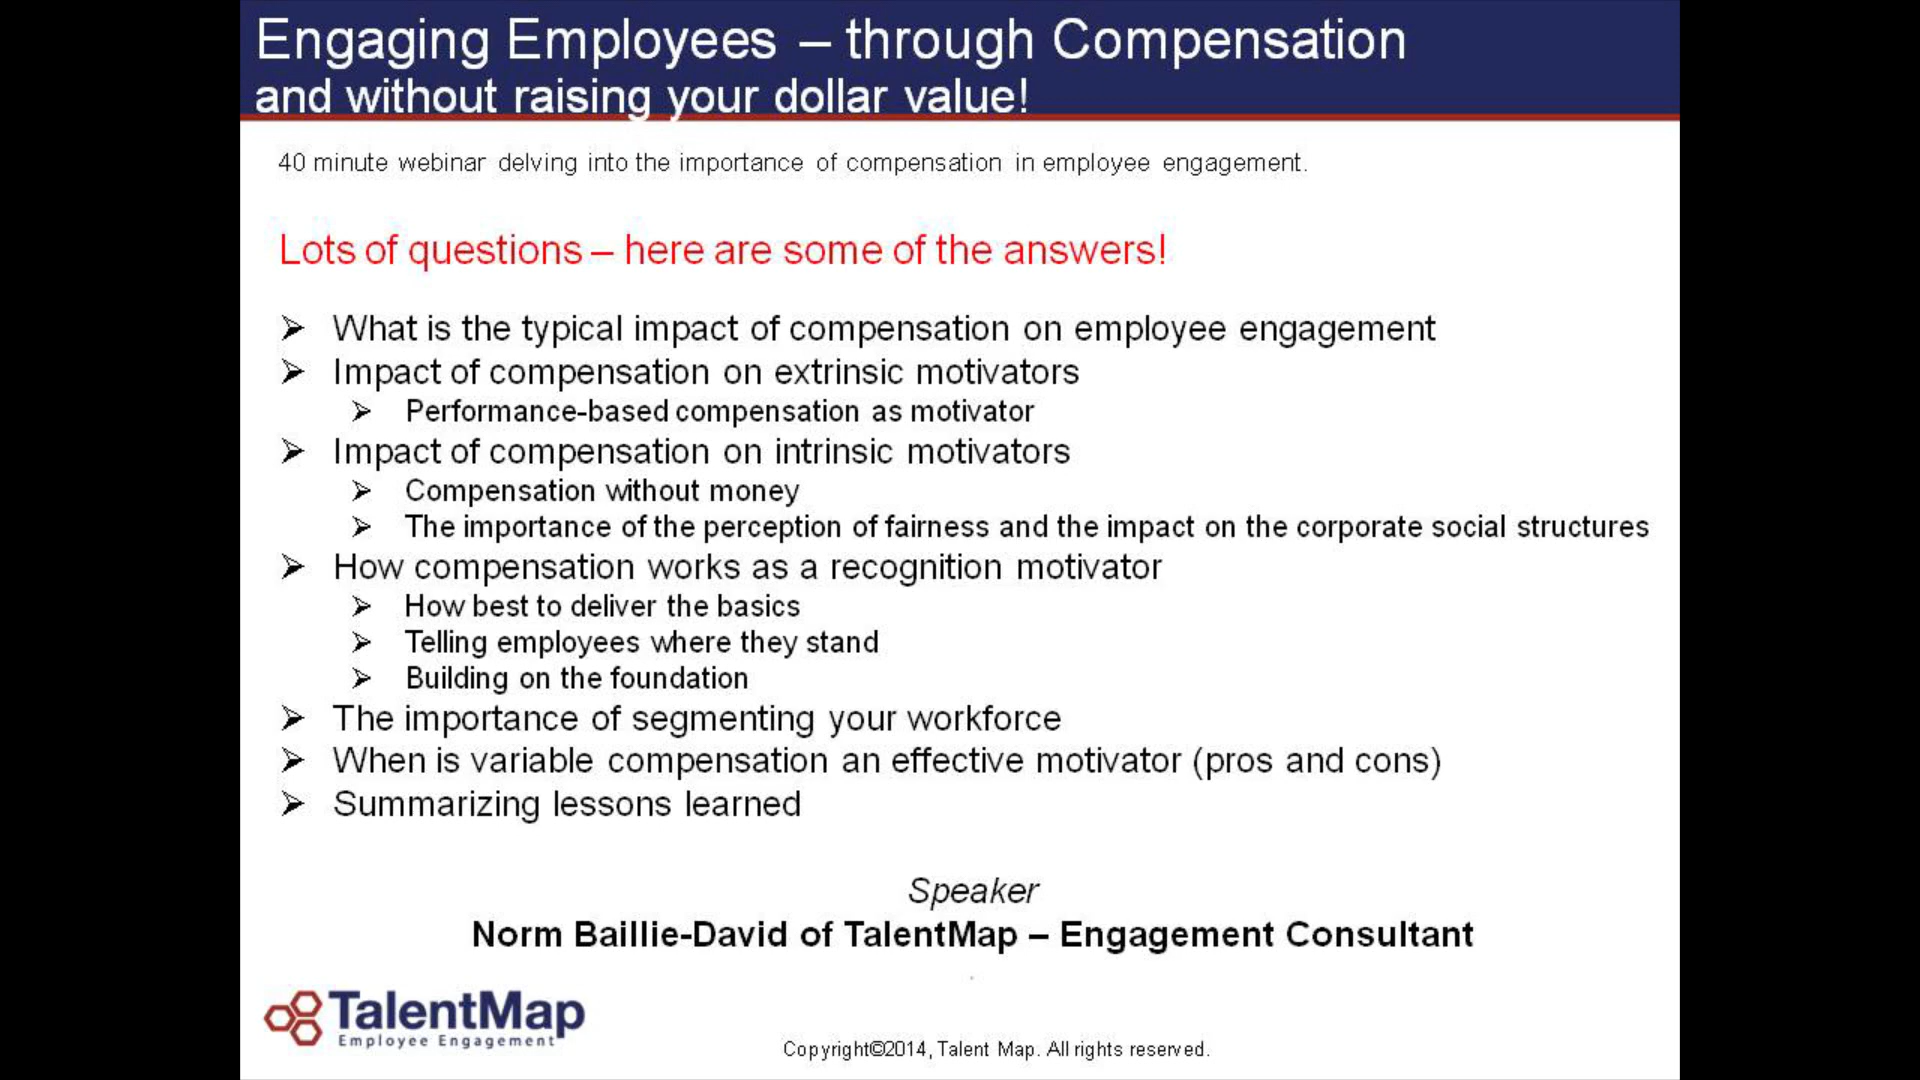 Engaging Employees – through Compensation
and without raising your dollar value!
40 minute webinar delving into the importance of compensation in employee engagement.
Lots of questions – here are some of the answers!
➢ What is the typical impact of compensation on employee engagement
➢ Impact of compensation on extrinsic motivators
➢ Performance-based compensation as motivator
➢ Impact of compensation on intrinsic motivators
➢ Compensation without money
➢ The importance of the perception of fairness and the impact on the corporate social structures
➢ How compensation works as a recognition motivator
➢ How best to deliver the basics
➢ Telling employees where they stand
➢ Building on the foundation
➢ The importance of segmenting your workforce
➢ When is variable compensation an effective motivator (pros and cons)
➢ Summarizing lessons learned
Speaker
Norm Baillie-David of TalentMap – Engagement Consultant
TalentMap
Employee Engagement
Copyright©2014, Talent Map. All rights reserved.